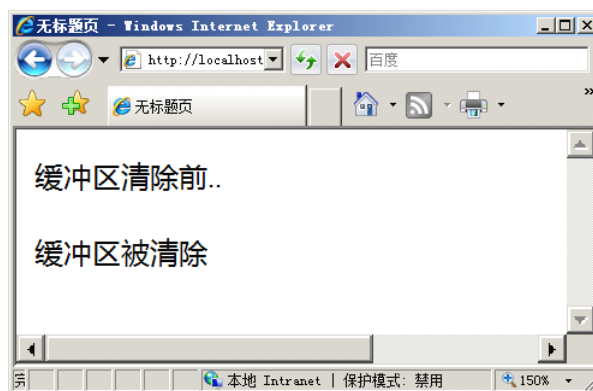 无标题页 - Windows Internet Explorer
http://localhost
百度
无标题页
缓冲区清除前..
缓冲区被清除
完
本地 Intranet | 保护模式: 禁用
150%